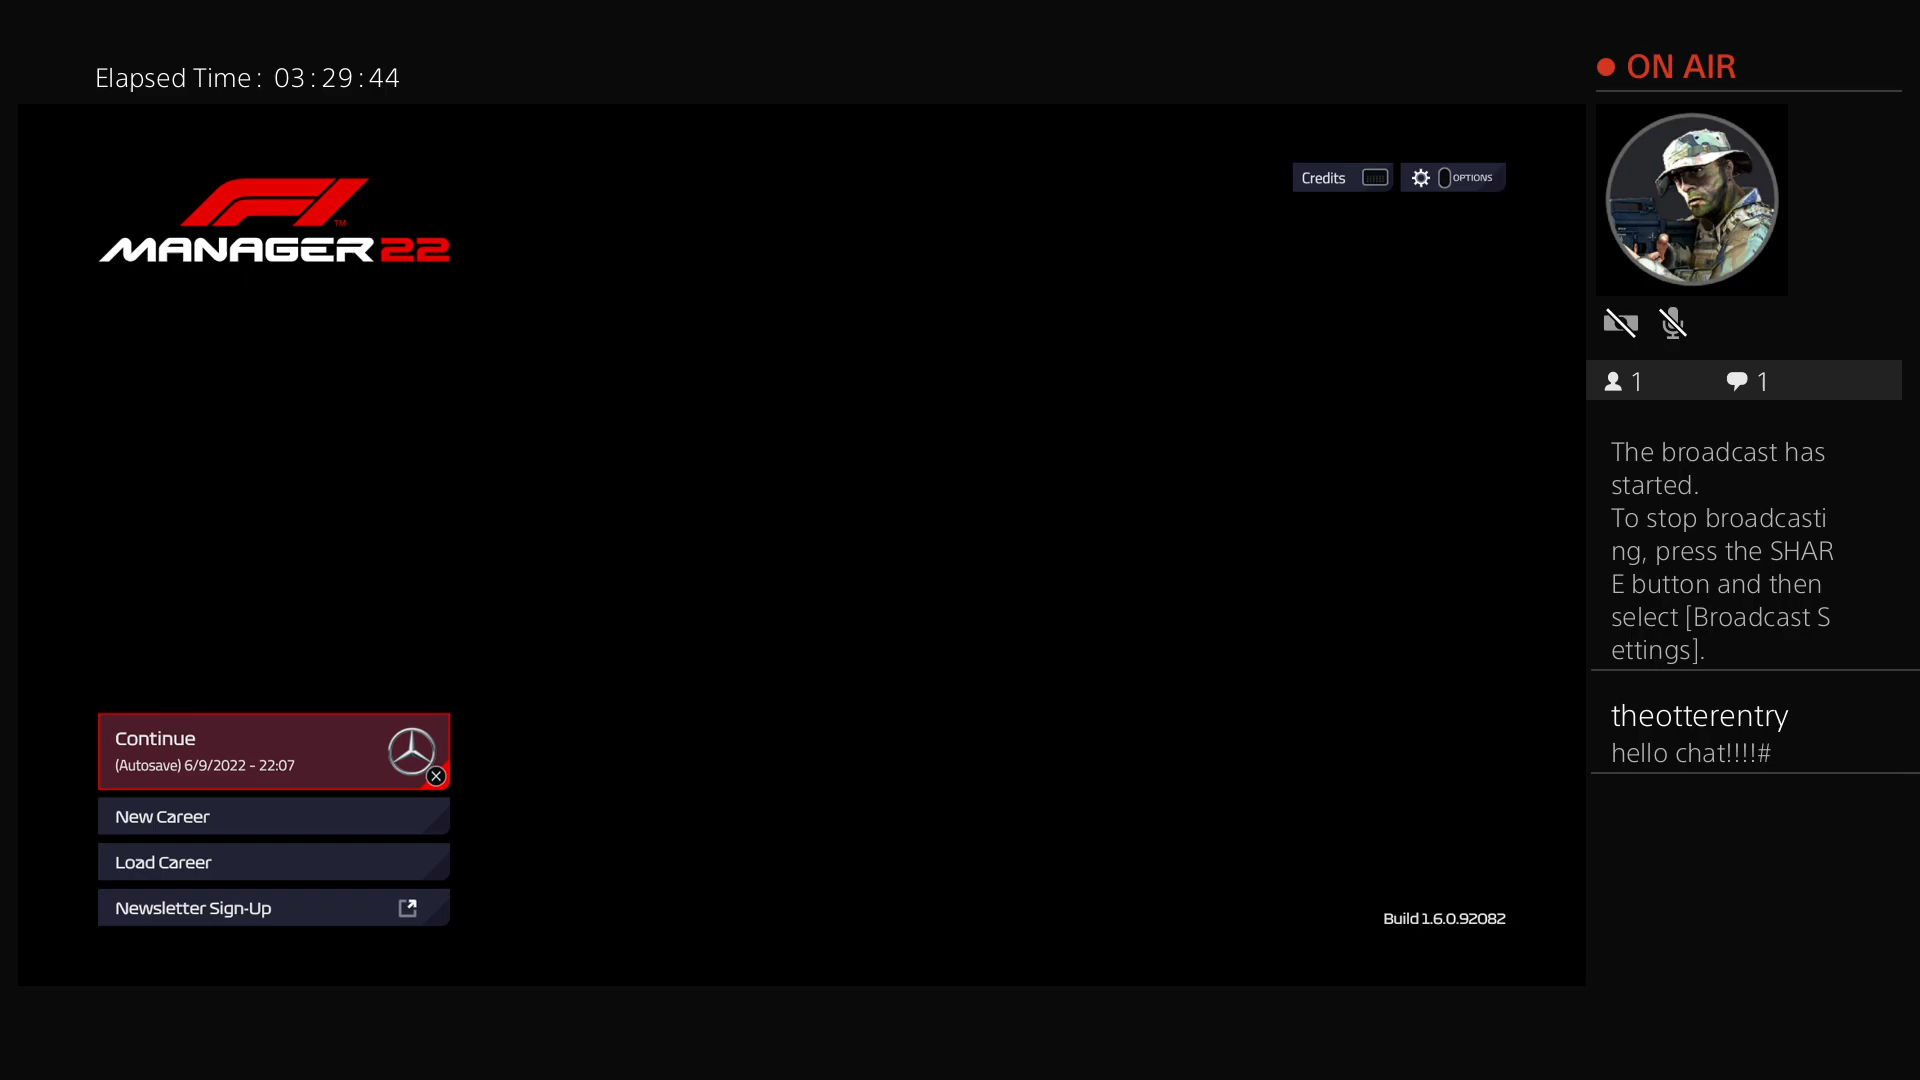 Elapsed Time: 03:29:44
ON AIR
F1™
MANAGER 22
Credits
OPTIONS
1
1
The broadcast has
started.
To stop broadcasti
ng, press the SHAR
E button and then
select [Broadcast S
ettings].
theotterentry
hello chat!!!!#
Continue
(Autosave) 6/9/2022 - 22:07
New Career
Load Career
Newsletter Sign-Up
Build 1.6.0.92082